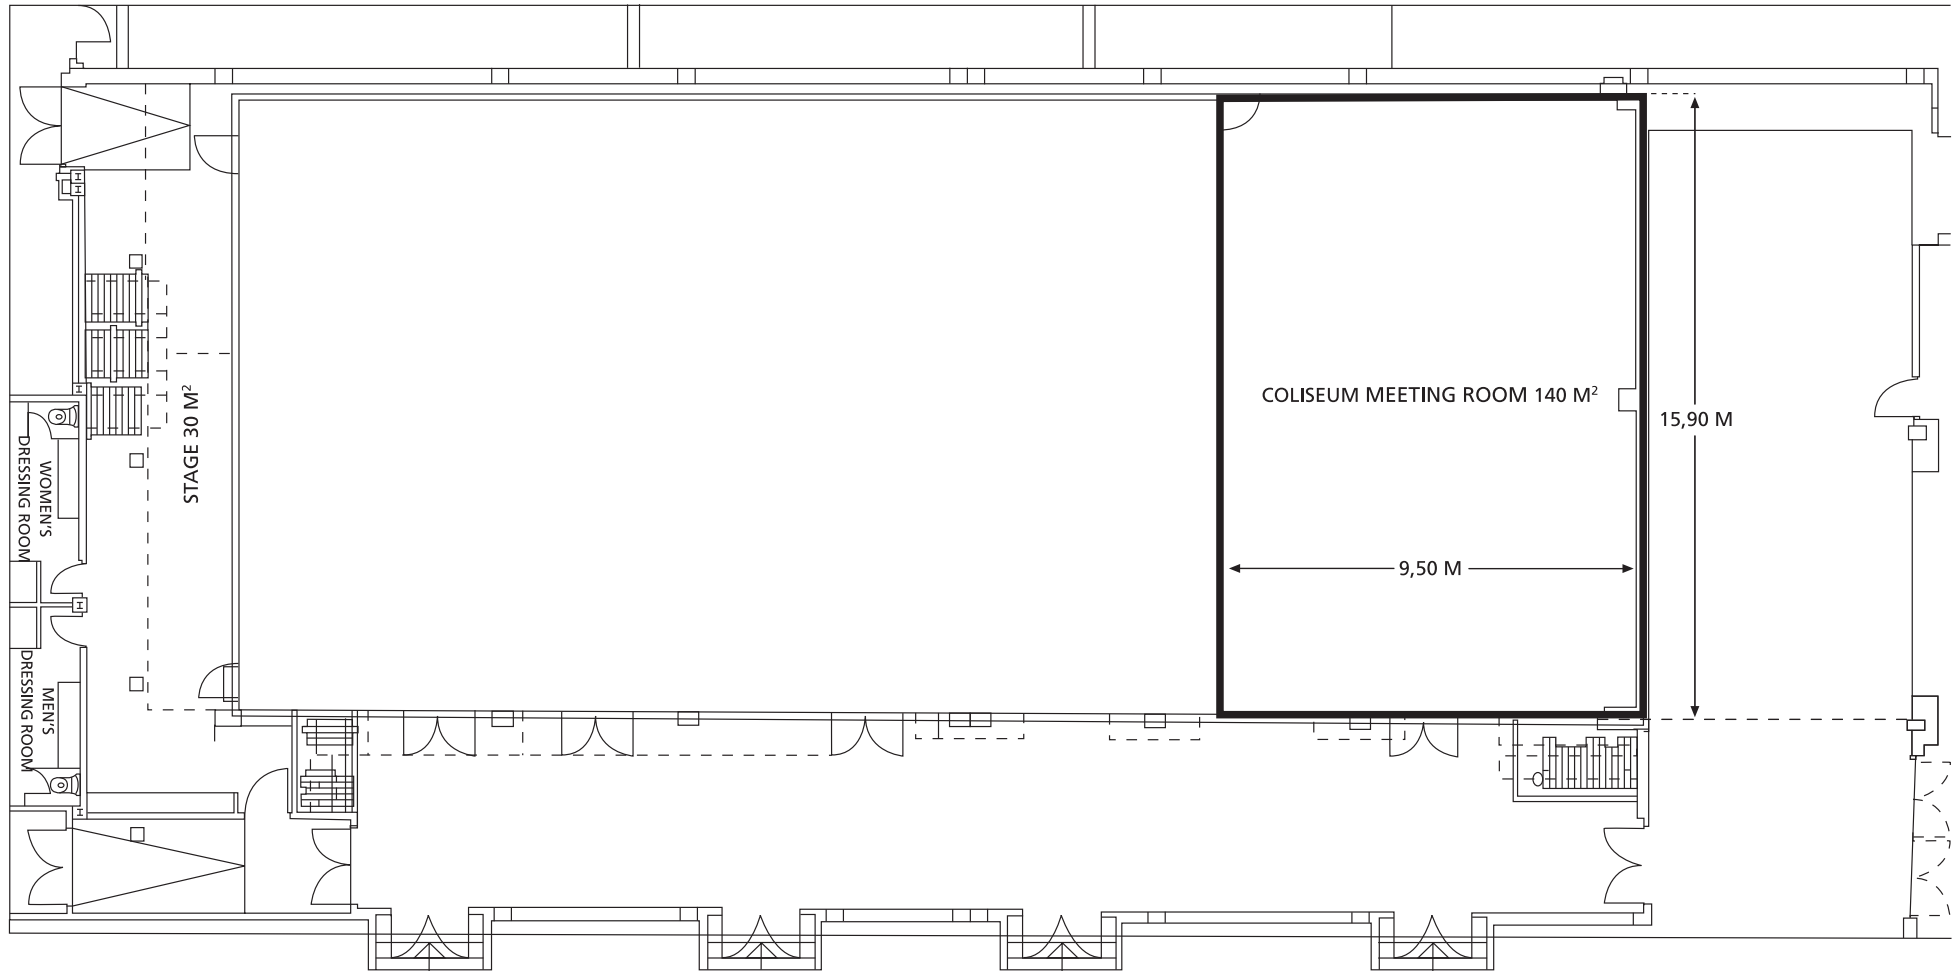 COLISEUM MEETING ROOM 140 M²
15,90 M
9,50 M
STAGE 30 M²
WOMEN'S
DRESSING ROOM
MEN'S
DRESSING ROOM